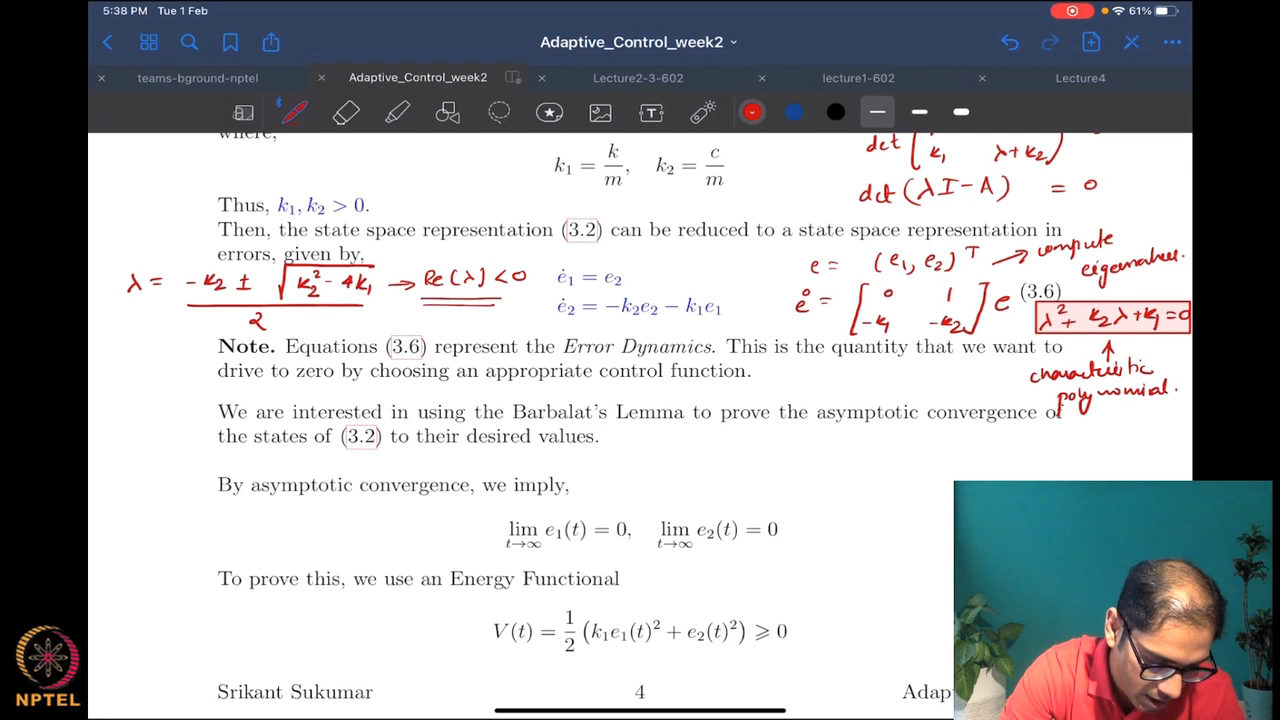 5:38 PM Tue 1 Feb
61%
Adaptive_Control_week2
teams-bground-nptel
Adaptive_Control_week2
Lecture2-3-602
lecture1-602
Lecture4
where,
k₁ = k/m, k₂ = c/m
det [ k₁ λ+k₂ ]
det (λI-A) = 0
Thus, k₁, k₂ > 0.
Then, the state space representation (3.2) can be reduced to a state space representation in
errors, given by,
e = (e₁, e₂)ᵀ → compute eigenvalues.
λ = (-k₂ ± √(k₂² - 4k₁))/2 → Re(λ) < 0
ė₁ = e₂
ė₂ = −k₂e₂ − k₁e₁
(3.6)
ė = [ 0 1 ; -k₁ -k₂ ] e
λ² + k₂λ + k₁ = 0
↑
characteristic
polynomial.
Note. Equations (3.6) represent the Error Dynamics. This is the quantity that we want to
drive to zero by choosing an appropriate control function.
We are interested in using the Barbalat's Lemma to prove the asymptotic convergence of
the states of (3.2) to their desired values.
By asymptotic convergence, we imply,
lim t→∞ e₁(t) = 0, lim t→∞ e₂(t) = 0
To prove this, we use an Energy Functional
V(t) = 1/2 (k₁e₁(t)² + e₂(t)²) ⩾ 0
Srikant Sukumar
4
Adap
NPTEL